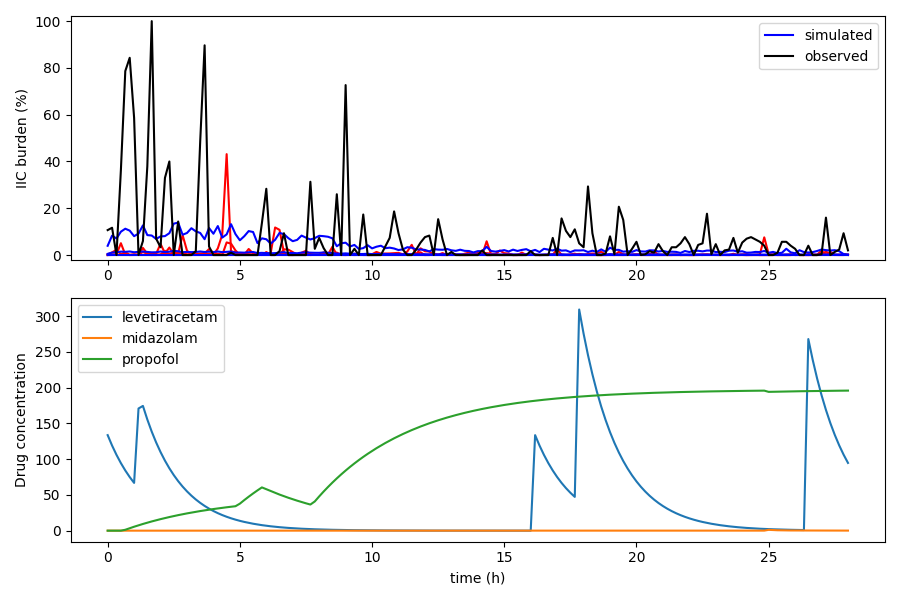 IIC burden (%)
100
80
60
40
20
0
simulated
observed
0 5 10 15 20 25
Drug concentration
300
250
200
150
100
50
0
levetiracetam
midazolam
propofol
0 5 10 15 20 25
time (h)